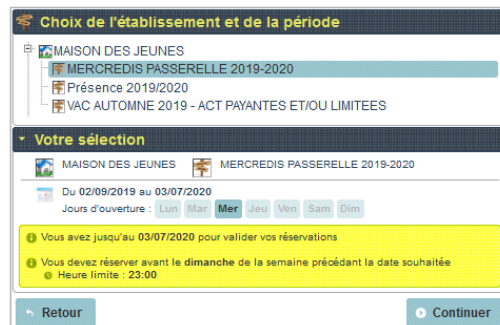 Choix de l'établissement et de la période
MAISON DES JEUNES
MERCREDIS PASSERELLE 2019-2020
Présence 2019/2020
VAC AUTOMNE 2019 - ACT PAYANTES ET/OU LIMITEES
Votre sélection
MAISON DES JEUNES MERCREDIS PASSERELLE 2019-2020
Du 02/09/2019 au 03/07/2020
Jours d'ouverture : Lun Mar Mer Jeu Ven Sam Dim
Vous avez jusqu'au 03/07/2020 pour valider vos réservations
Vous devez réserver avant le dimanche de la semaine précédant la date souhaitée
Heure limite : 23:00
Retour Continuer